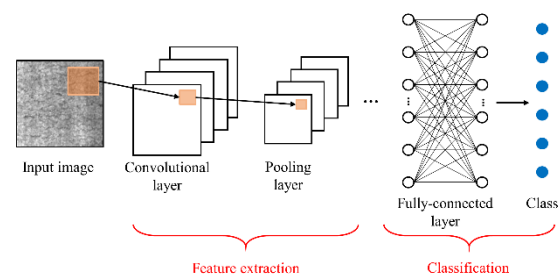 Input image
Convolutional
layer
Pooling
layer
...
Fully-connected
layer
Class
Feature extraction
Classification